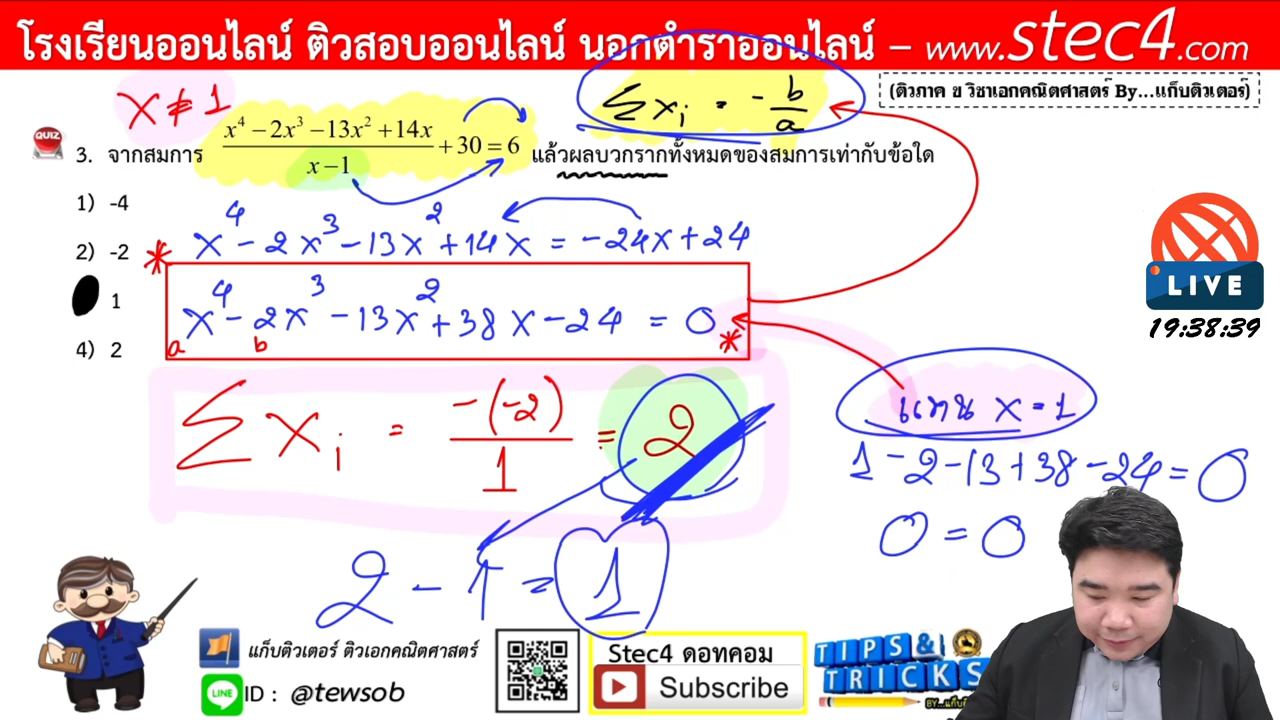 โรงเรียนออนไลน์ ติวสอบออนไลน์ นอกตำราออนไลน์ – www.stec4.com
(ติวภาค ข วิชาเอกคณิตศาสตร์ By...แก็บติวเตอร์)
x ≠ 1
Σxᵢ = -b/a
QUIZ
3. จากสมการ (x⁴ − 2x³ − 13x² + 14x)/(x − 1) + 30 = 6 แล้วผลบวกรากทั้งหมดของสมการเท่ากับข้อใด
1) -4
2) -2
1
4) 2
* x⁴ - 2x³ - 13x² + 14x = -24x + 24
x⁴ - 2x³ - 13x² + 38x - 24 = 0 *
a b
LIVE
19:38:39
Σxᵢ = -(-2)/1 = 2
แทน x = 1
1 - 2 - 13 + 38 - 24 = 0
0 = 0
2 - 1 = 1
แก็บติวเตอร์ ติวเอกคณิตศาสตร์
LINE ID : @tewsob
Stec4 ดอทคอม
Subscribe
TIPS &
TRICKS